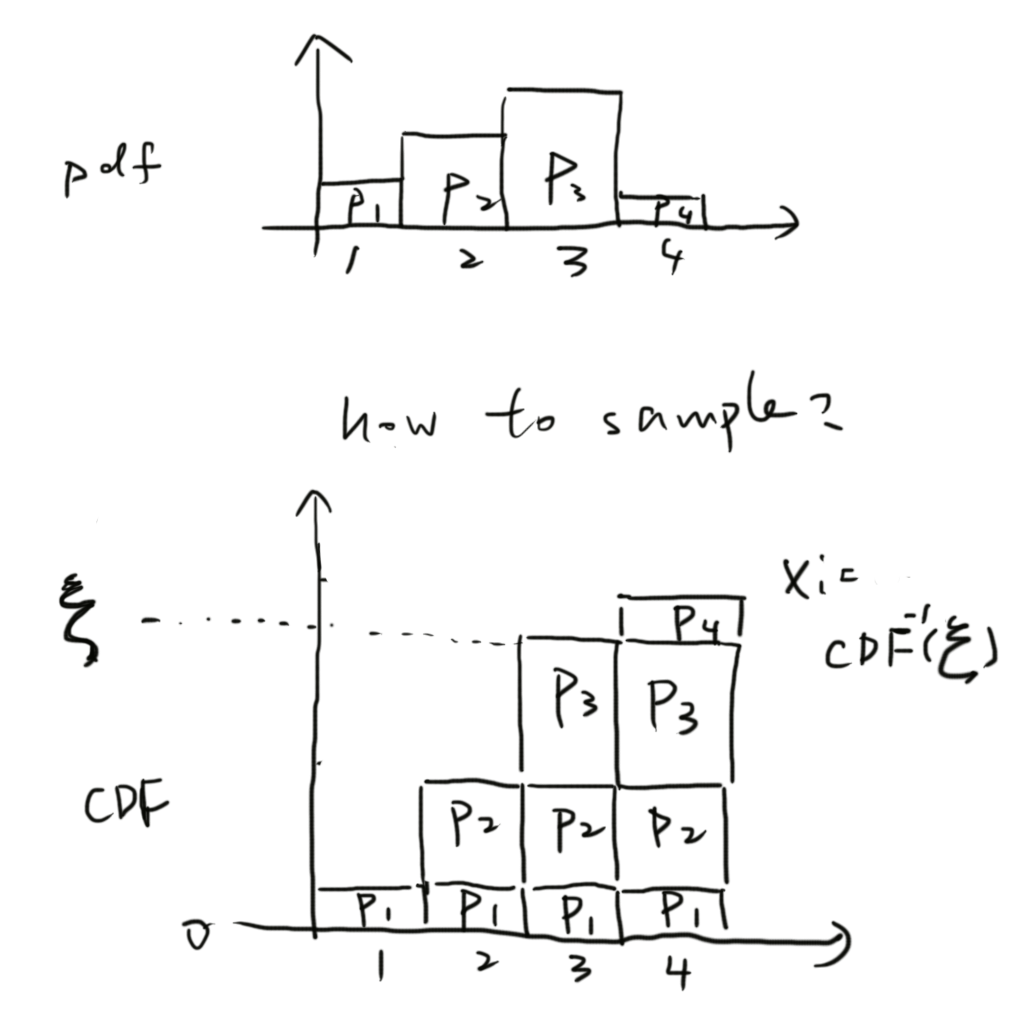 pdf
P1 P2 P3 P4
1 2 3 4
how to sample?
ξ
Xi =
CDF⁻¹(ξ)
P4
P3 P3
CDF
P2 P2 P2
P1 P1 P1 P1
0
1 2 3 4